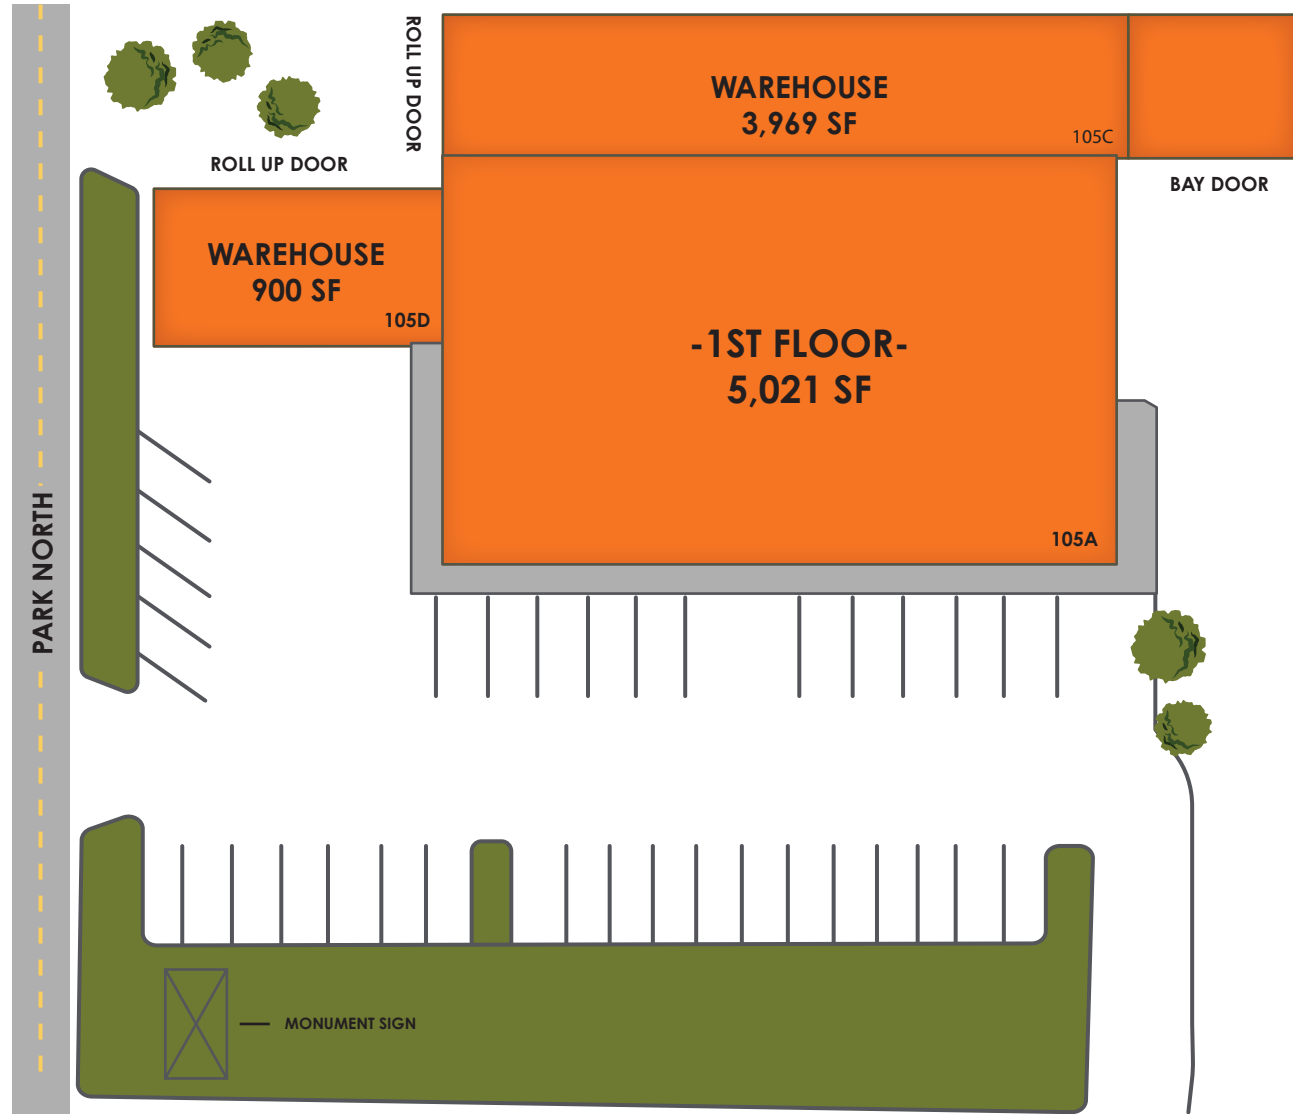 ROLL UP DOOR
WAREHOUSE
3,969 SF
105C
ROLL UP DOOR
BAY DOOR
WAREHOUSE
900 SF
105D
-1ST FLOOR-
5,021 SF
105A
PARK NORTH
MONUMENT SIGN